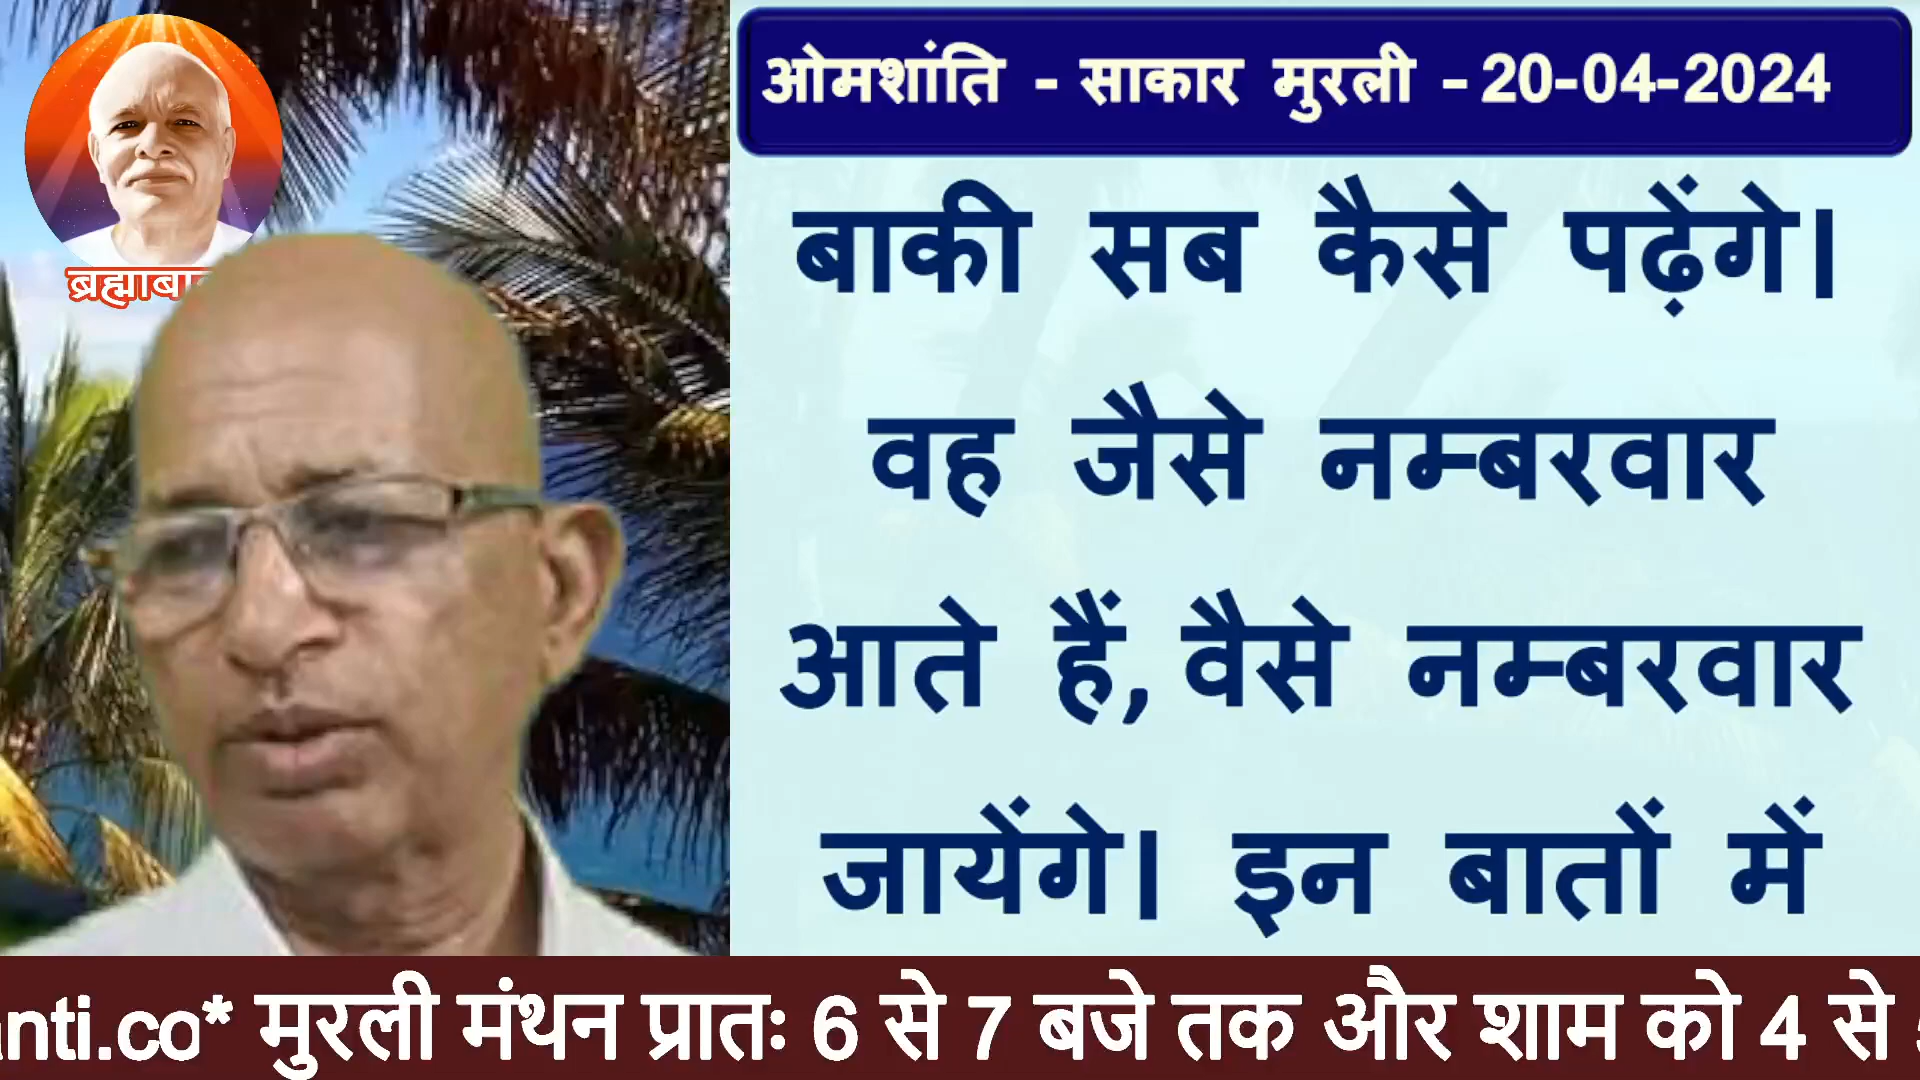 ओमशांति - साकार मुरली - 20-04-2024
बाकी सब कैसे पढ़ेंगे।
वह जैसे नम्बरवार
आते हैं, वैसे नम्बरवार
जायेंगे। इन बातों में
मुरली मंथन प्रातः 6 से 7 बजे तक और शाम को 4 से